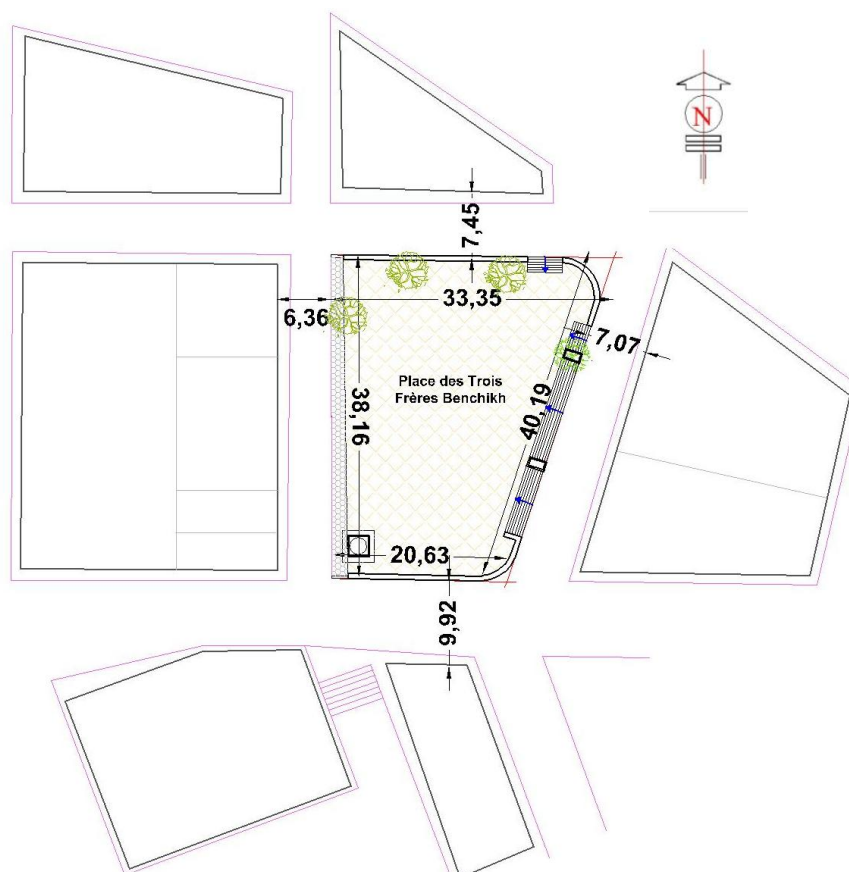 N
7,45
33,35
6,36
7,07
Place des Trois
Frères Benchikh
38,16
40,19
20,63
9,92